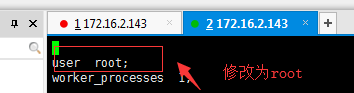 1 172.16.2.143 × 2 172.16.2.143 × +
user root;
worker_processes 1;
修改为root